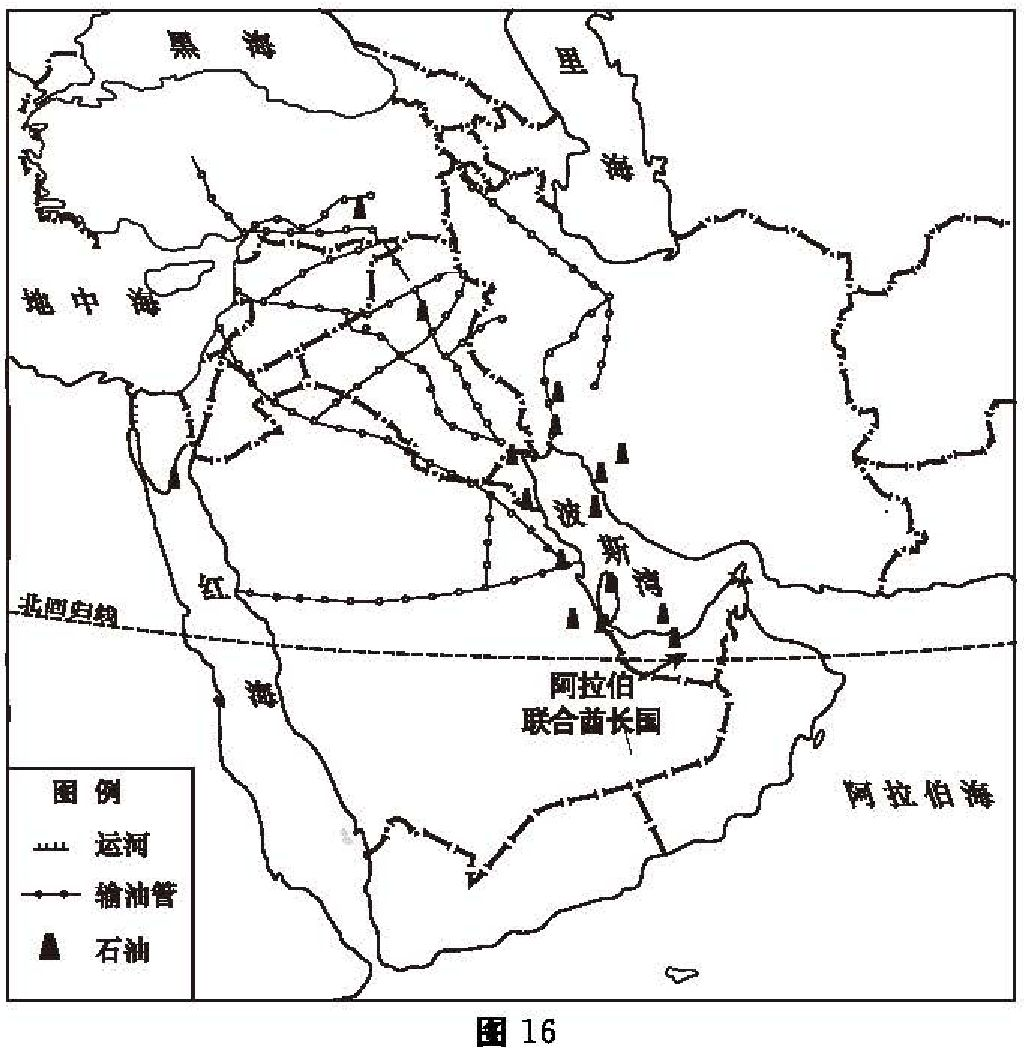 黑海
里海
地中海
波斯湾
红海
北回归线
阿拉伯
联合酋长国
阿拉伯海
图例
运河
输油管
石油
图 16